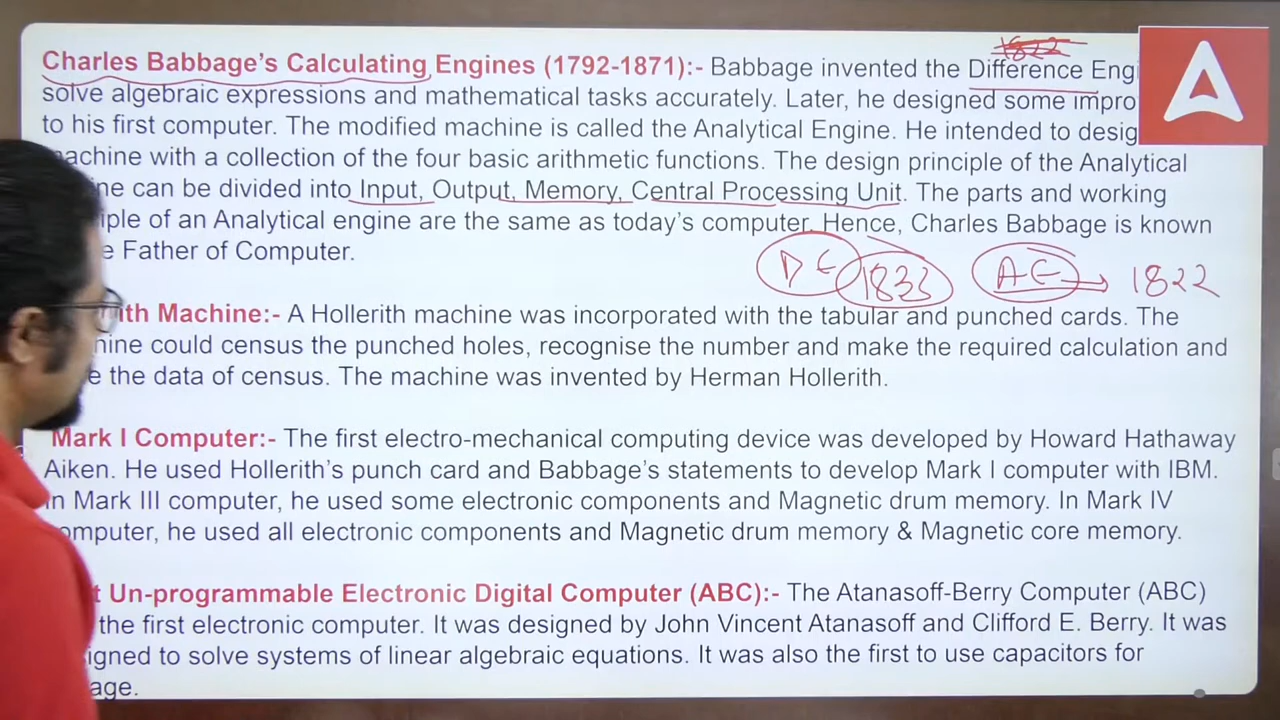 1822
Charles Babbage's Calculating Engines (1792-1871):- Babbage invented the Difference Engi
solve algebraic expressions and mathematical tasks accurately. Later, he designed some impro
to his first computer. The modified machine is called the Analytical Engine. He intended to desig
achine with a collection of the four basic arithmetic functions. The design principle of the Analytical
ne can be divided into Input, Output, Memory, Central Processing Unit. The parts and working
iple of an Analytical engine are the same as today's computer. Hence, Charles Babbage is known
e Father of Computer.
DE 1833 AE → 1822
ith Machine:- A Hollerith machine was incorporated with the tabular and punched cards. The
hine could census the punched holes, recognise the number and make the required calculation and
e the data of census. The machine was invented by Herman Hollerith.
Mark I Computer:- The first electro-mechanical computing device was developed by Howard Hathaway
Aiken. He used Hollerith's punch card and Babbage's statements to develop Mark I computer with IBM.
In Mark III computer, he used some electronic components and Magnetic drum memory. In Mark IV
omputer, he used all electronic components and Magnetic drum memory & Magnetic core memory.
t Un-programmable Electronic Digital Computer (ABC):- The Atanasoff-Berry Computer (ABC)
the first electronic computer. It was designed by John Vincent Atanasoff and Clifford E. Berry. It was
igned to solve systems of linear algebraic equations. It was also the first to use capacitors for
age.